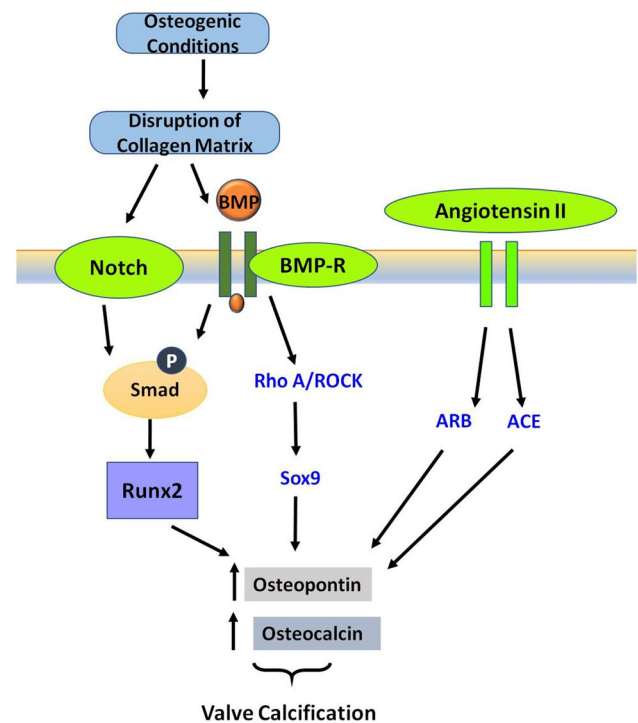 Osteogenic
Conditions
Disruption of
Collagen Matrix
BMP
Angiotensin II
Notch
BMP-R
P
Smad
Rho A/ROCK
ARB
ACE
Sox9
Runx2
Osteopontin
Osteocalcin
Valve Calcification